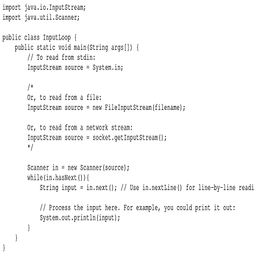 import java.io.InputStream;
import java.util.Scanner;

public class InputLoop {
    public static void main(String args[]) {
        // To read from stdin:
        InputStream source = System.in;

        /*
        Or, to read from a file:
        InputStream source = new FileInputStream(filename);

        Or, to read from a network stream:
        InputStream source = socket.getInputStream();
        */

        Scanner in = new Scanner(source);
        while(in.hasNext()){
            String input = in.next(); // Use in.nextLine() for line-by-line readi

            // Process the input here. For example, you could print it out:
            System.out.println(input);
        }
    }
}